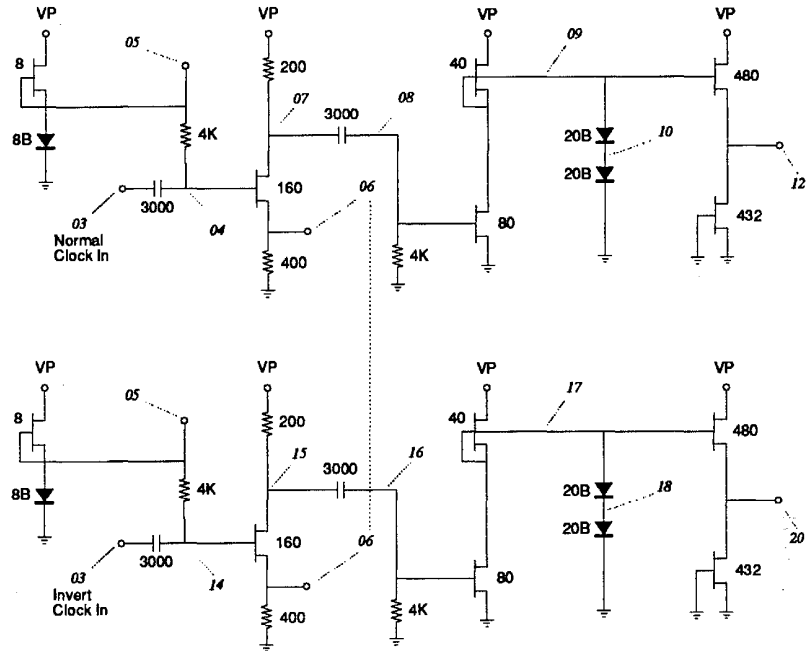 VP VP VP VP
8 05 40 09 480
200
07 08
3000
8B 4K 20B 10
160 06 20B 12
03 3000 04 80 432
Normal
Clock In
400 4K
VP VP VP VP
8 05 40 17 480
200
15 16
3000
8B 4K 20B 18
160 20B
06 20
03 3000 14 80 432
Invert
Clock In
400 4K